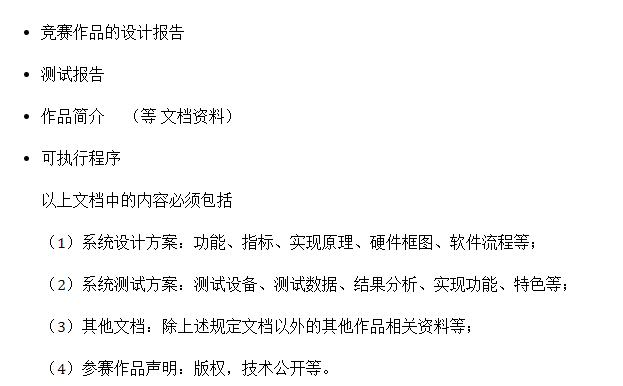 • 竞赛作品的设计报告
• 测试报告
• 作品简介 （等 文档资料）
• 可执行程序
以上文档中的内容必须包括
（1）系统设计方案：功能、指标、实现原理、硬件框图、软件流程等；
（2）系统测试方案：测试设备、测试数据、结果分析、实现功能、特色等；
（3）其他文档：除上述规定文档以外的其他作品相关资料等；
（4）参赛作品声明：版权，技术公开等。